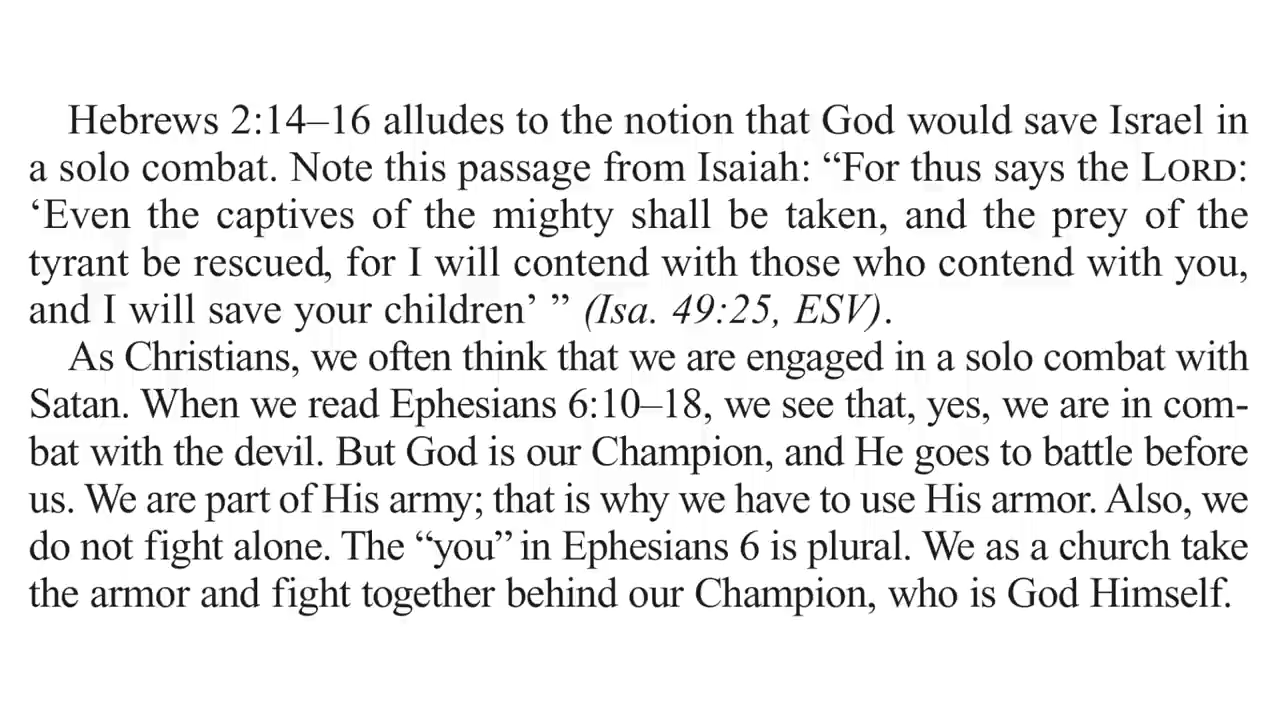 Hebrews 2:14–16 alludes to the notion that God would save Israel in
a solo combat. Note this passage from Isaiah: “For thus says the LORD:
‘Even the captives of the mighty shall be taken, and the prey of the
tyrant be rescued, for I will contend with those who contend with you,
and I will save your children’ ” (Isa. 49:25, ESV).
As Christians, we often think that we are engaged in a solo combat with
Satan. When we read Ephesians 6:10–18, we see that, yes, we are in com-
bat with the devil. But God is our Champion, and He goes to battle before
us. We are part of His army; that is why we have to use His armor. Also, we
do not fight alone. The “you” in Ephesians 6 is plural. We as a church take
the armor and fight together behind our Champion, who is God Himself.